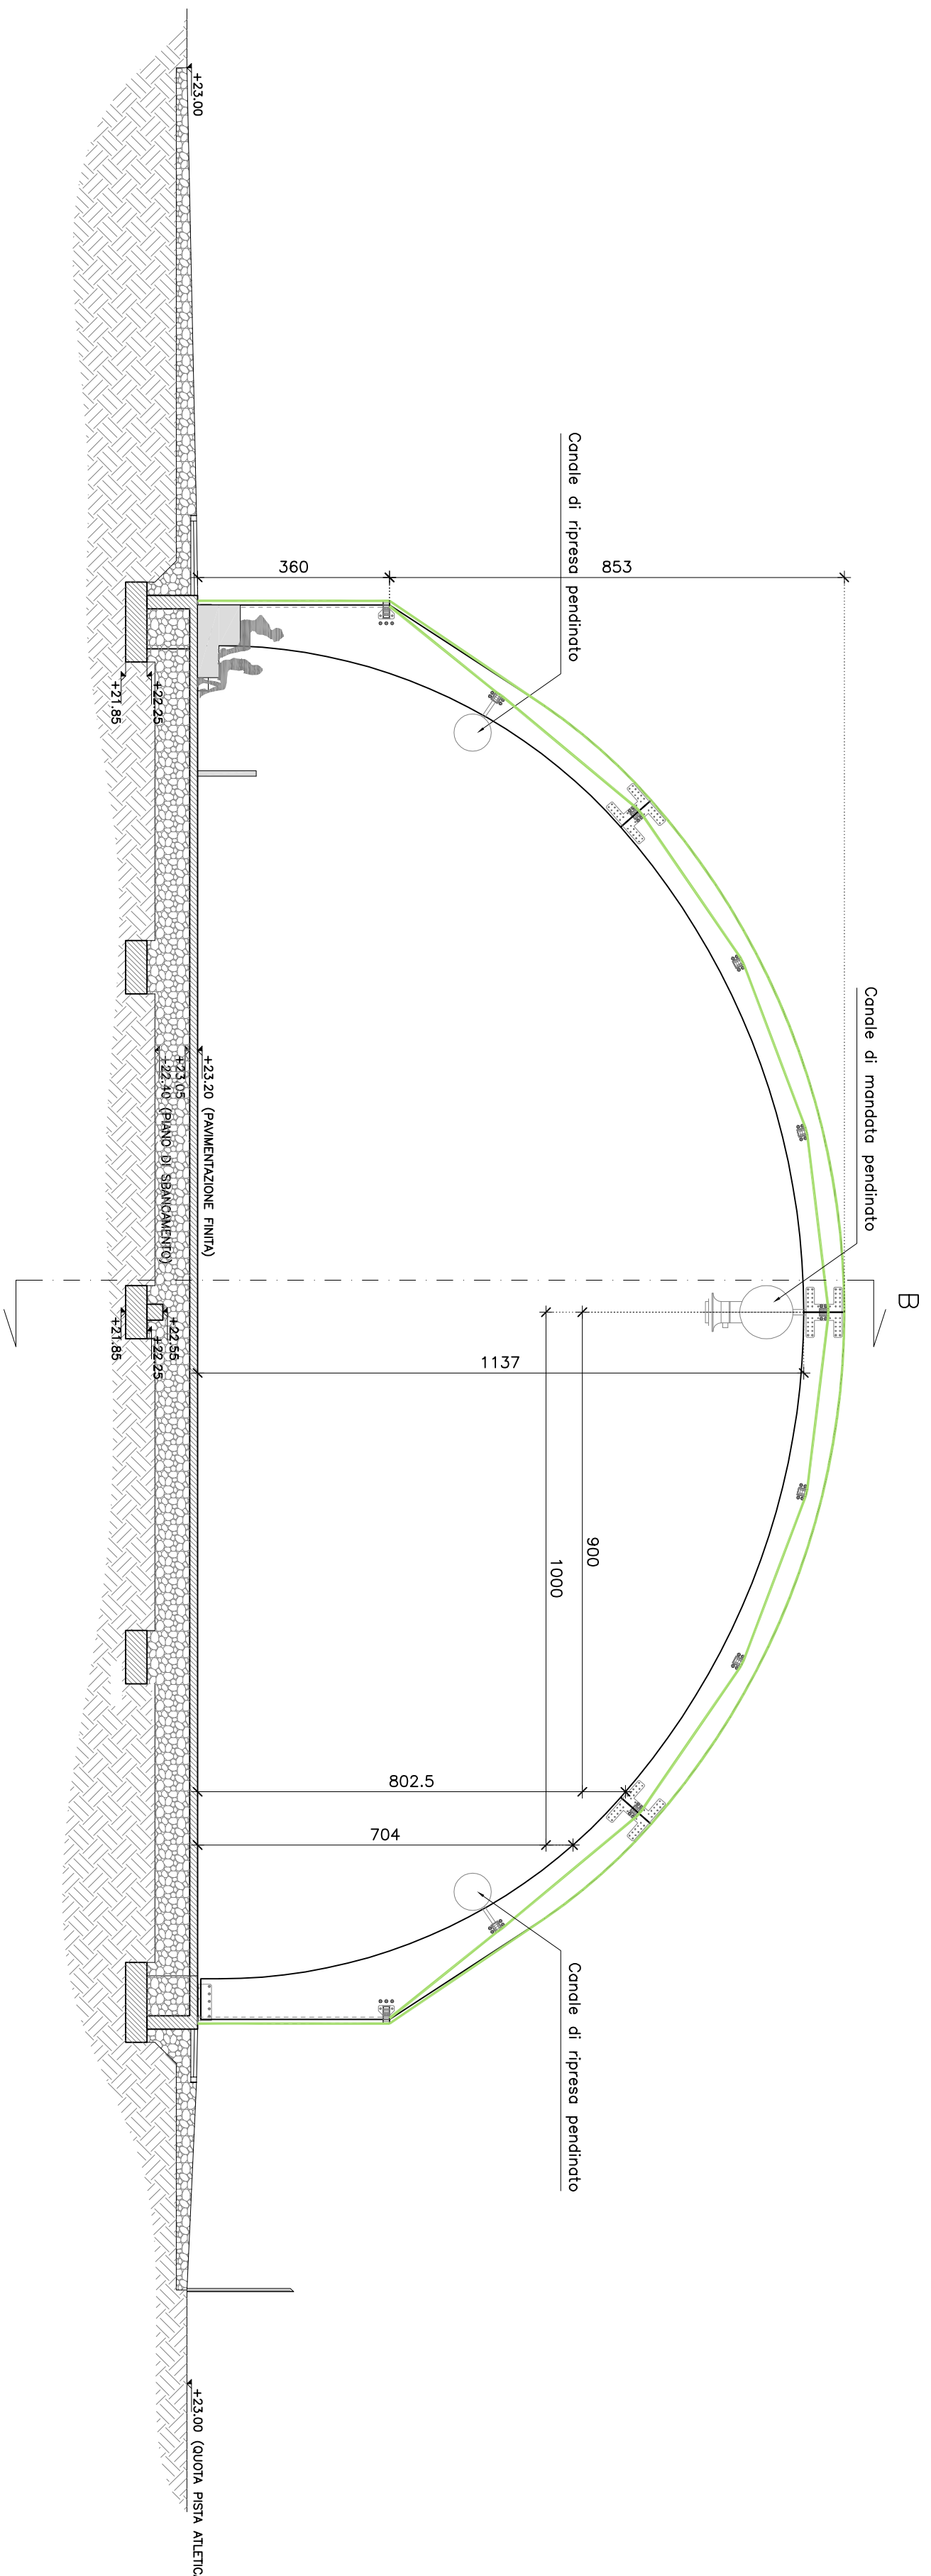 B
Canale di mandata pendinato
Canale di ripresa pendinato
Canale di ripresa pendinato
853
360
1137
900
1000
802.5
704
+23.00
+23.20 (PAVIMENTAZIONE FINITA)
+23.05
+22.40 (PIANO DI SBANCAMENTO)
+22.25
+21.85
+22.55
+22.25
+21.85
+23.00 (QUOTA PISTA ATLETIC